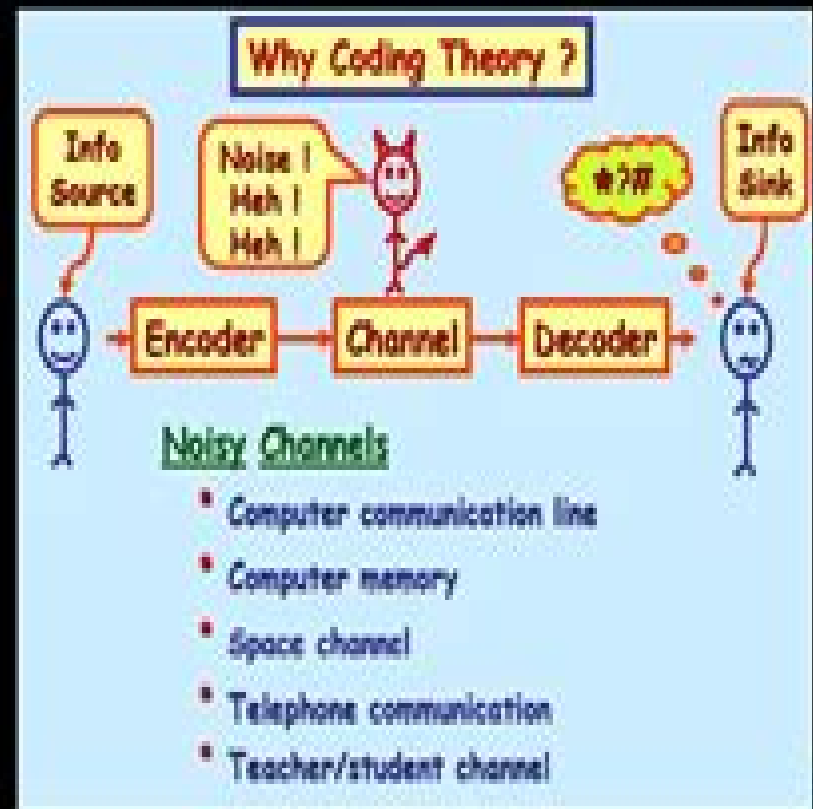 Why Coding Theory ?
Info
Source
Noise !
Heh !
Heh !
*?#
Info
Sink
Encoder
Channel
Decoder
Noisy Channels
• Computer communication line
• Computer memory
• Space channel
• Telephone communication
• Teacher/student channel